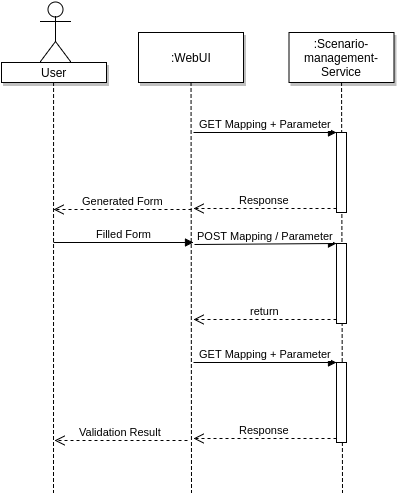 User
:WebUI
:Scenario-
management-
Service
GET Mapping + Parameter
Generated Form
Response
Filled Form
POST Mapping / Parameter
return
GET Mapping + Parameter
Validation Result
Response